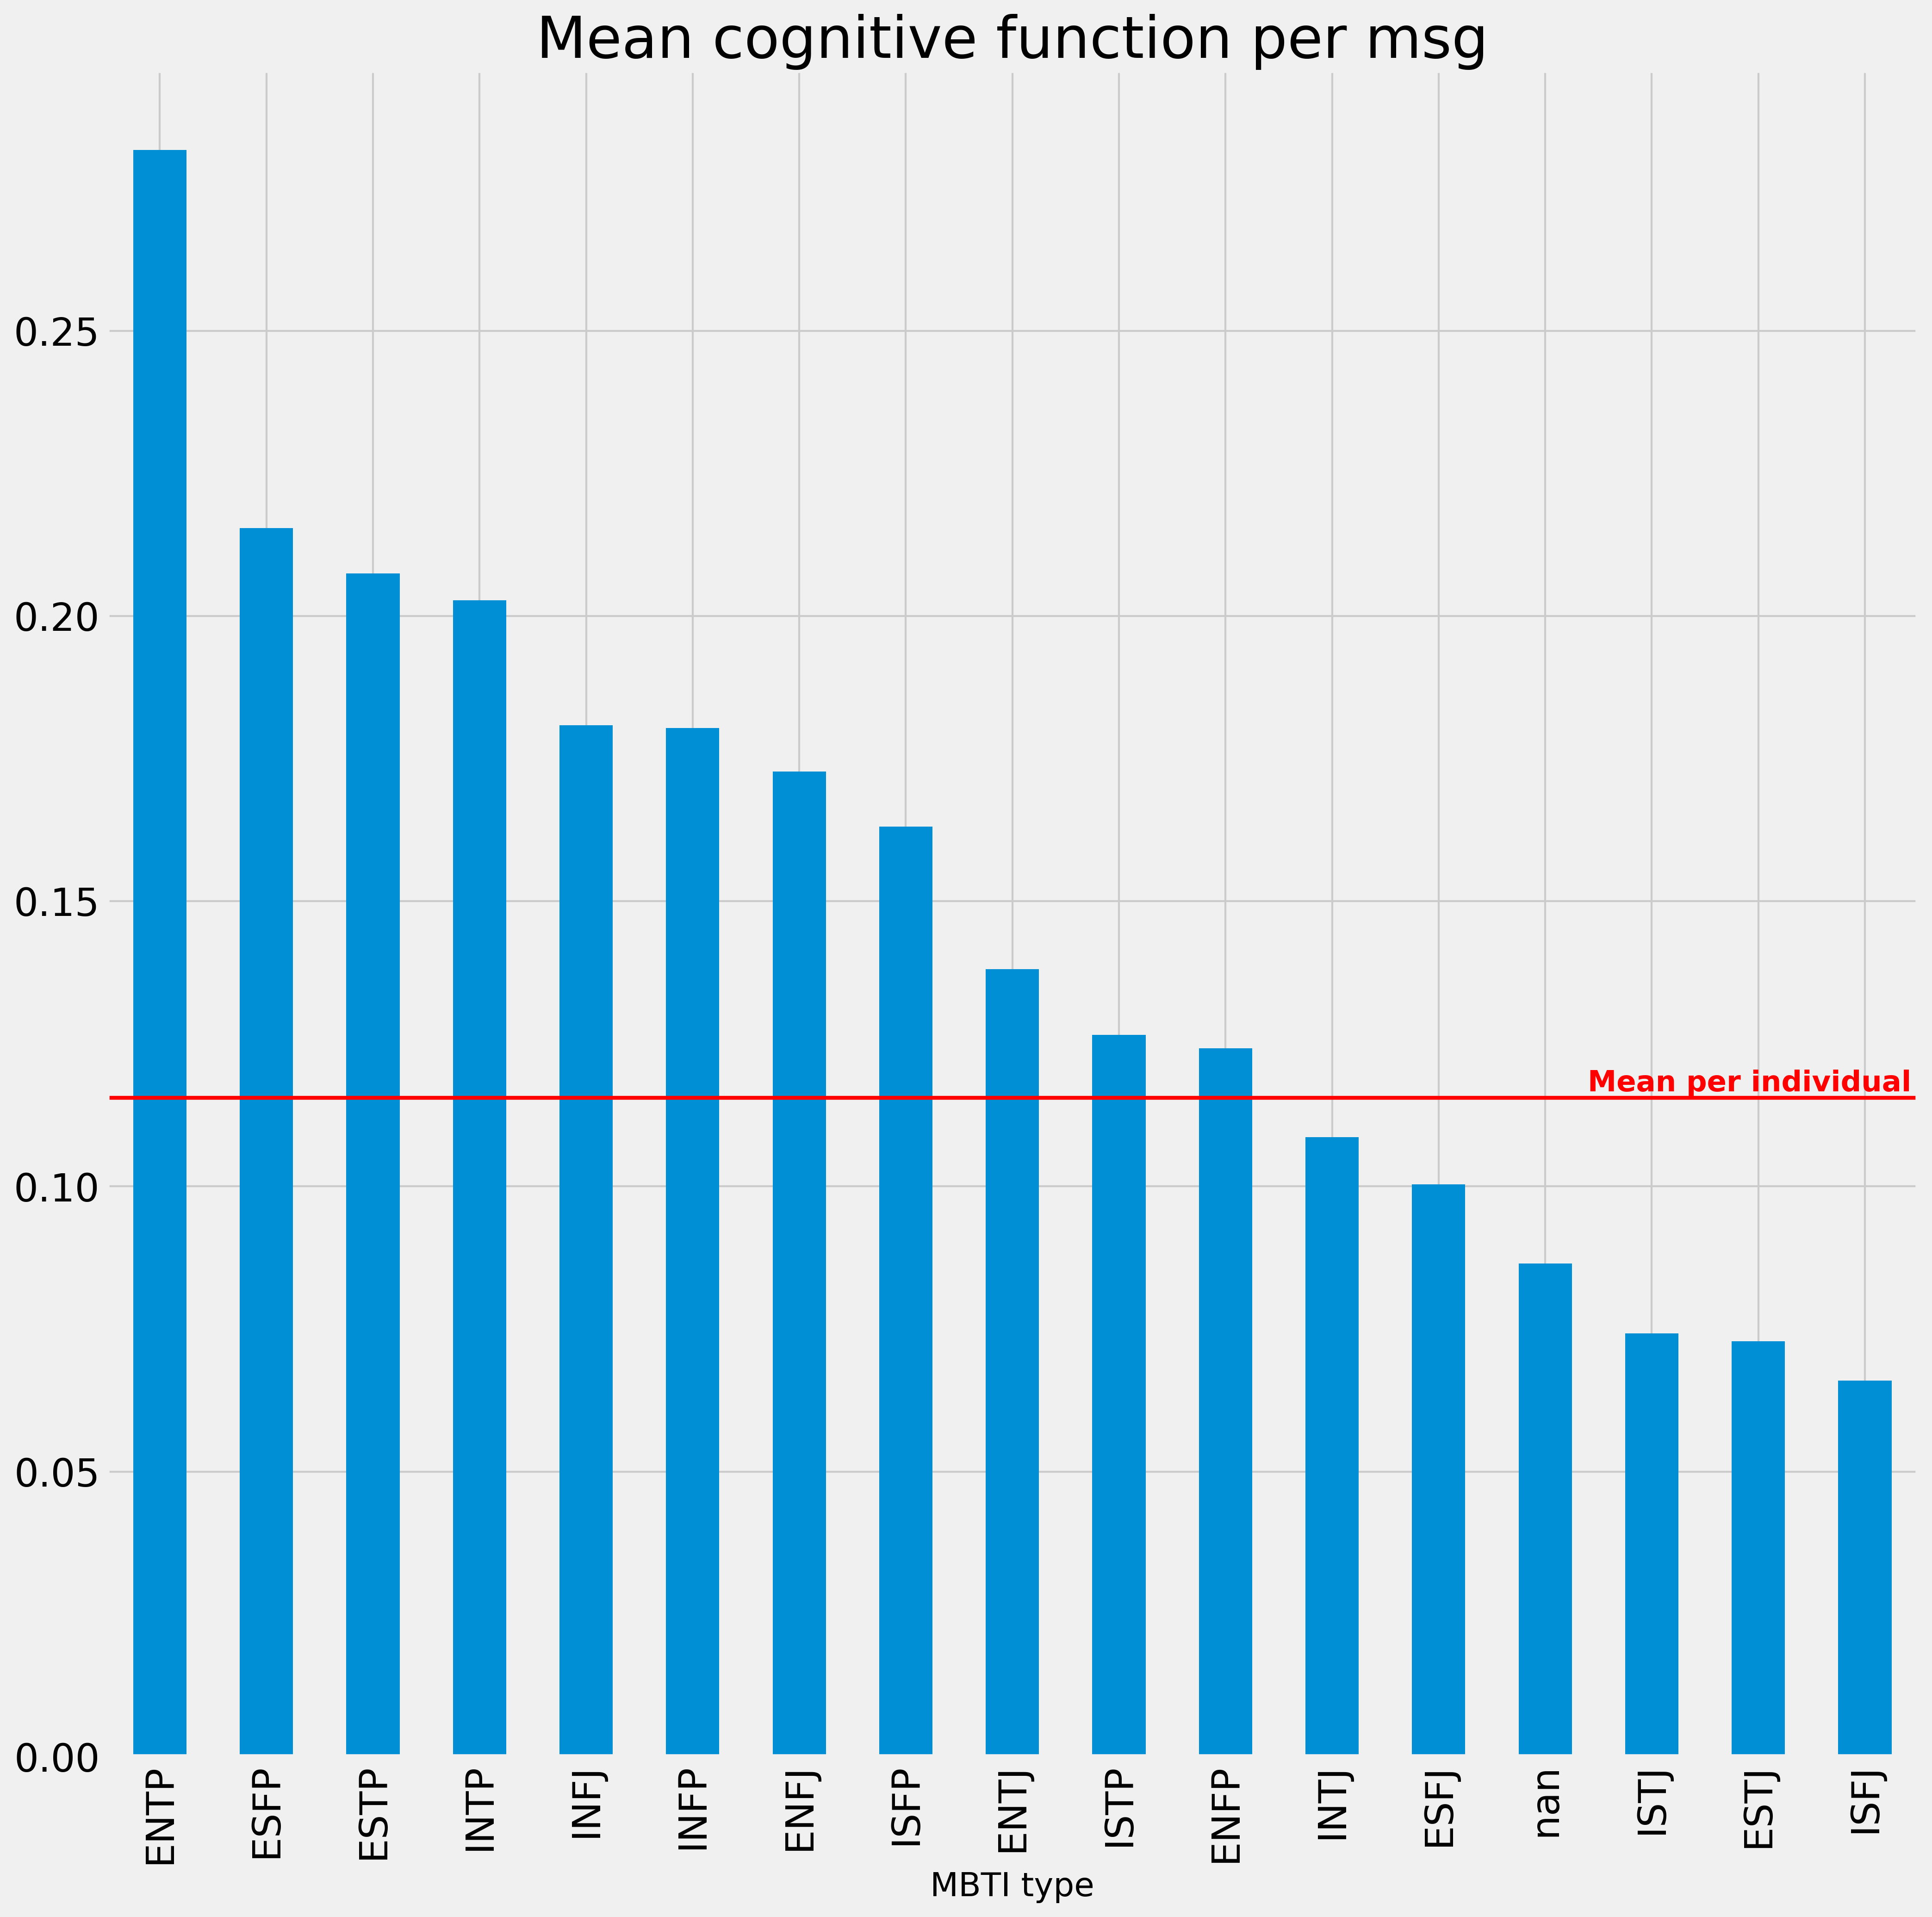 Mean cognitive function per msg
0.25
0.20
0.15
0.10
0.05
0.00
Mean per individual
ENTP
ESFP
ESTP
INTP
INFJ
INFP
ENFJ
ISFP
ENTJ
ISTP
ENFP
INTJ
ESFJ
nan
ISTJ
ESTJ
ISFJ
MBTI type